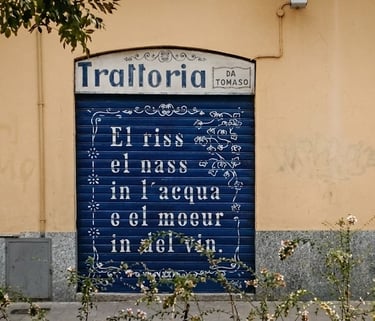 Trattoria
DA
TOMASO
El riss
el nass
in l'acqua
e el moeur
in del vin.